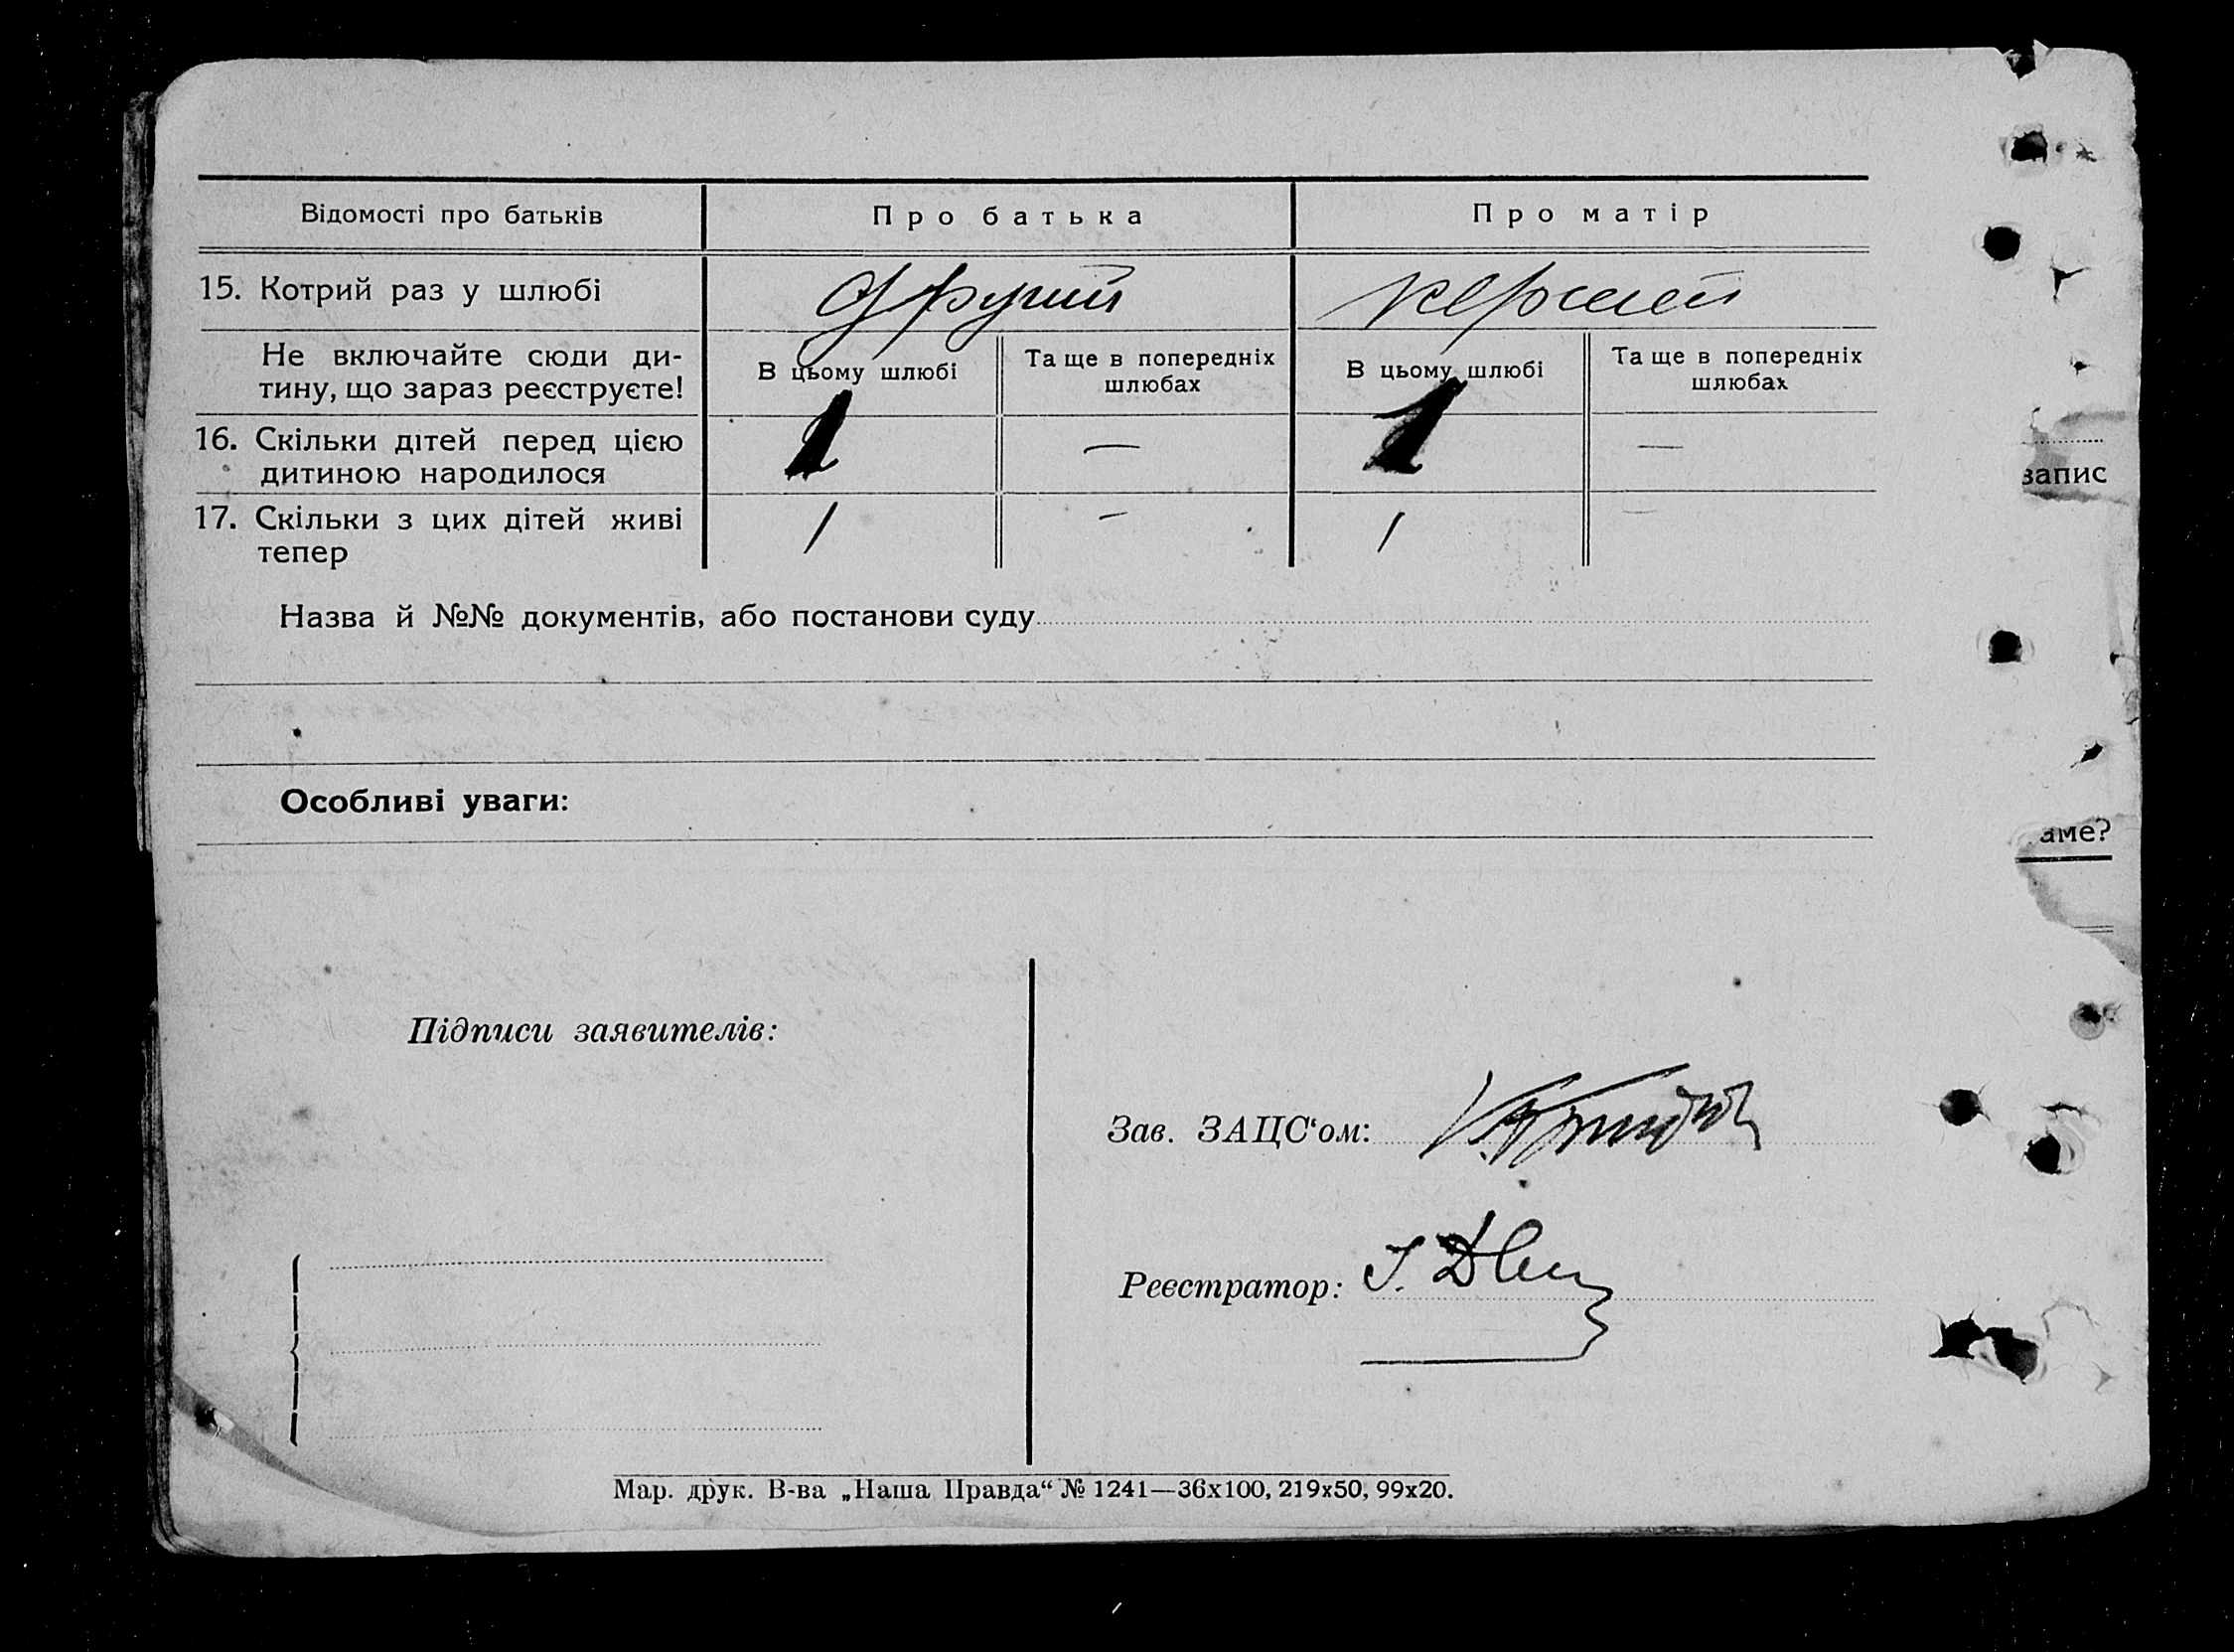 Відомості про батьків
Про батька
Про матір
15. Котрий раз у шлюбі
другий
перший
Не включайте сюди ди-
тину, що зараз реєструєте!
В цьому шлюбі
Та ще в попередніх
шлюбах
В цьому шлюбі
Та ще в попередніх
шлюбах
16. Скільки дітей перед цією
дитиною народилося
1
—
1
—
17. Скільки з цих дітей живі
тепер
1
—
1
—
запис
Назва й №№ документів, або постанови суду
Особливі уваги:
аме?
Підписи заявителів:
Зав. ЗАЦС‘ом:
Реєстратор:
Мар. друк. В-ва „Наша Правда“ № 1241—36х100, 219х50, 99х20.